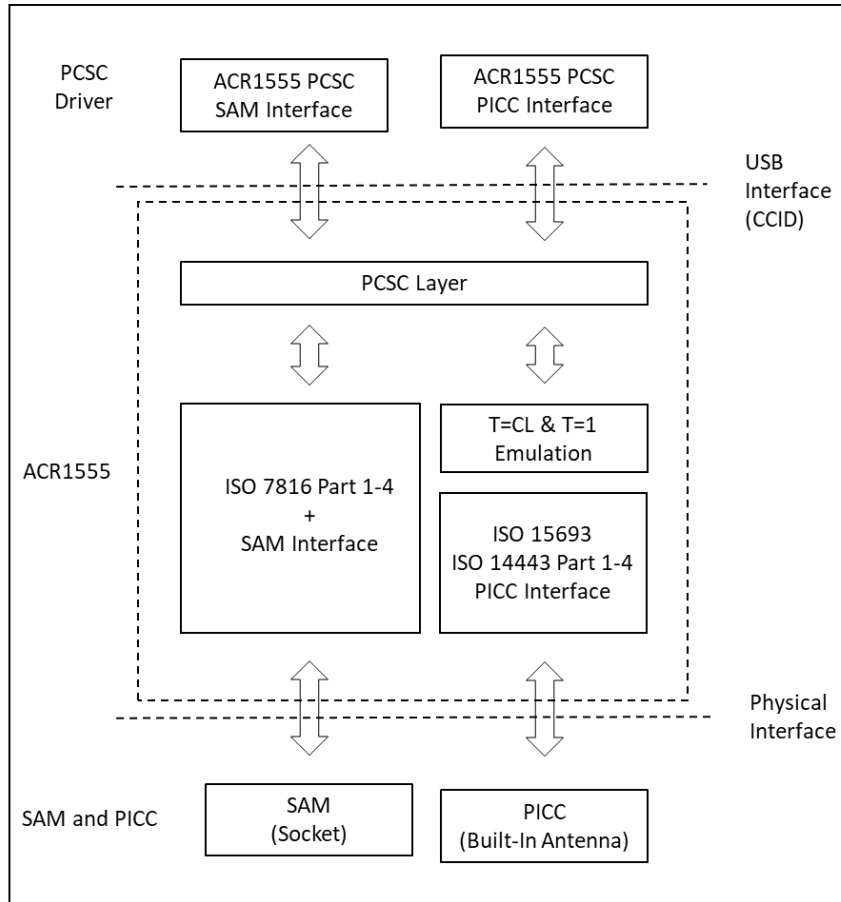 PCSC
Driver
ACR1555 PCSC
SAM Interface
ACR1555 PCSC
PICC Interface
USB
Interface
(CCID)
PCSC Layer
ACR1555
ISO 7816 Part 1-4
+
SAM Interface
T=CL & T=1
Emulation
ISO 15693
ISO 14443 Part 1-4
PICC Interface
Physical
Interface
SAM and PICC
SAM
(Socket)
PICC
(Built-In Antenna)